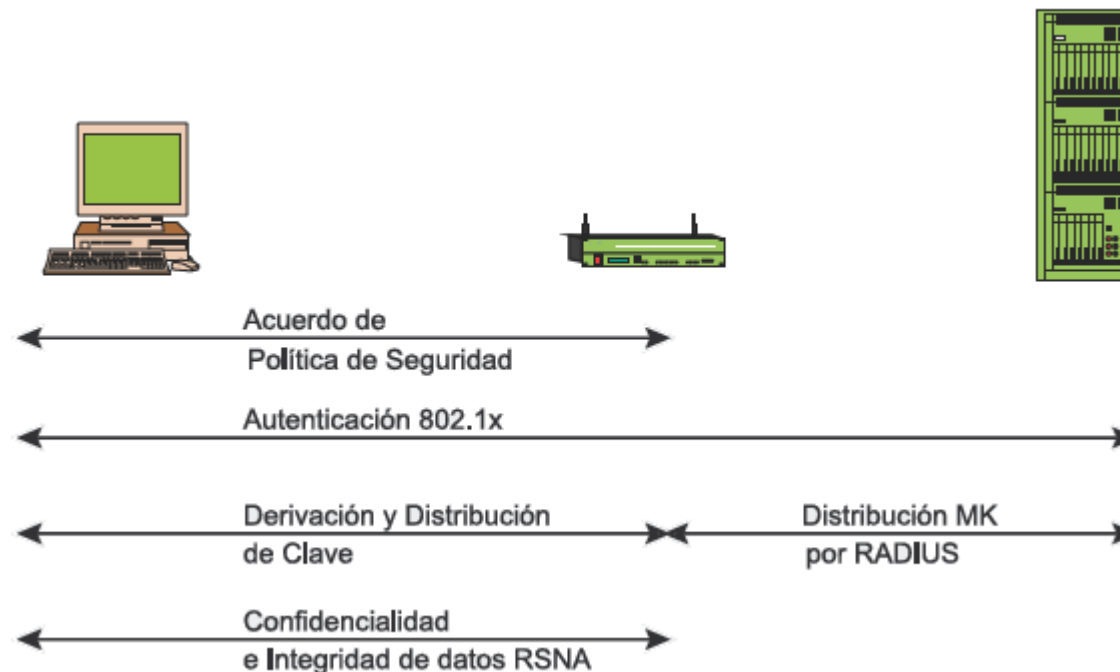 Acuerdo de
Política de Seguridad
Autenticación 802.1x
Derivación y Distribución
de Clave
Distribución MK
por RADIUS
Confidencialidad
e Integridad de datos RSNA